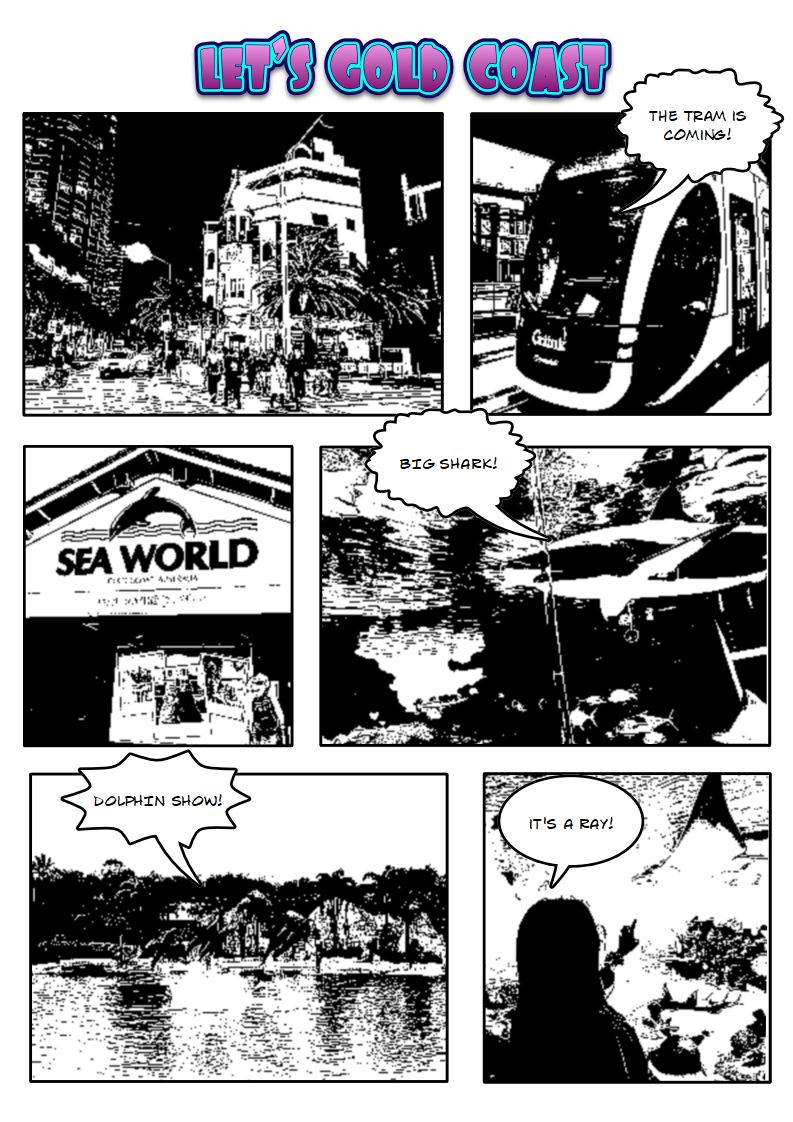 LET'S GOLD COAST
THE TRAM IS
COMING!
G:link
BIG SHARK!
SEA WORLD
DOLPHIN SHOW!
IT'S A RAY!